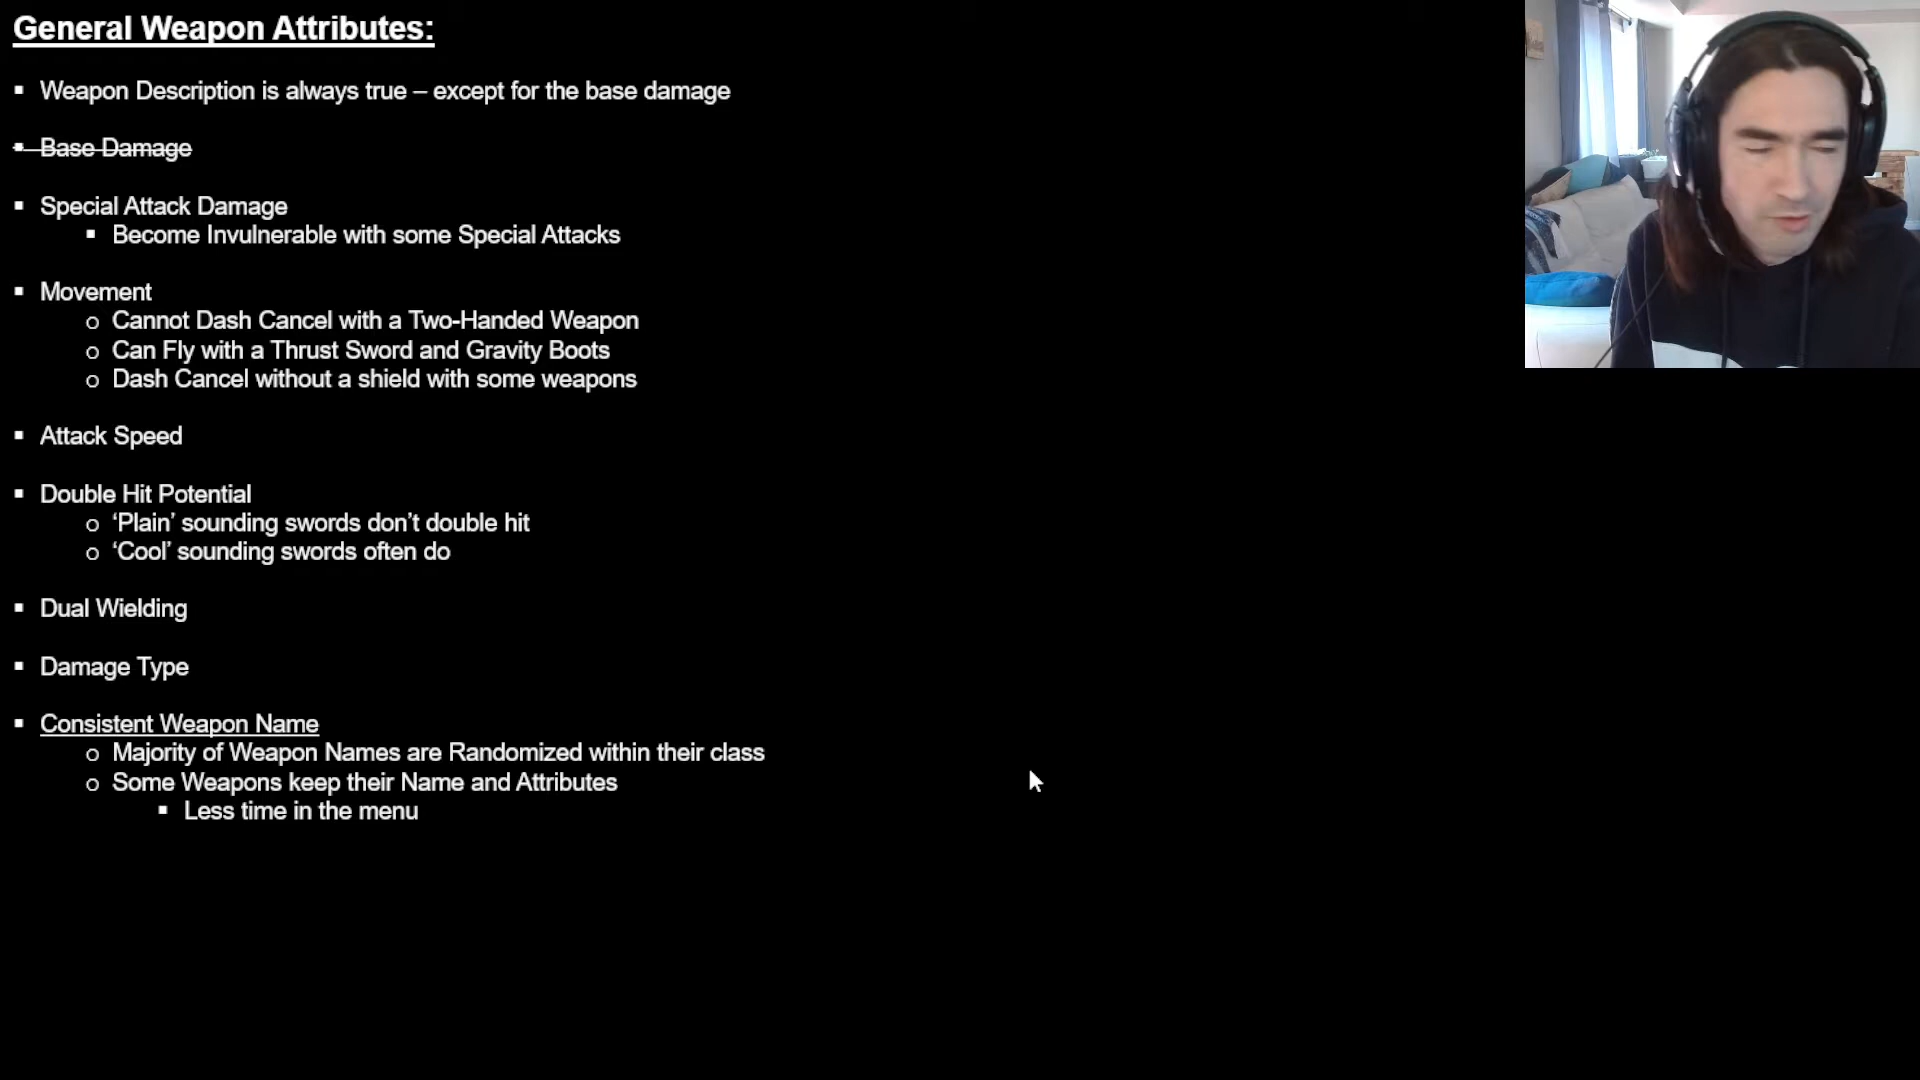 General Weapon Attributes:
▪ Weapon Description is always true – except for the base damage
▪ Base Damage
▪ Special Attack Damage
▪ Become Invulnerable with some Special Attacks
▪ Movement
o Cannot Dash Cancel with a Two-Handed Weapon
o Can Fly with a Thrust Sword and Gravity Boots
o Dash Cancel without a shield with some weapons
▪ Attack Speed
▪ Double Hit Potential
o ‘Plain’ sounding swords don’t double hit
o ‘Cool’ sounding swords often do
▪ Dual Wielding
▪ Damage Type
▪ Consistent Weapon Name
o Majority of Weapon Names are Randomized within their class
o Some Weapons keep their Name and Attributes
▪ Less time in the menu